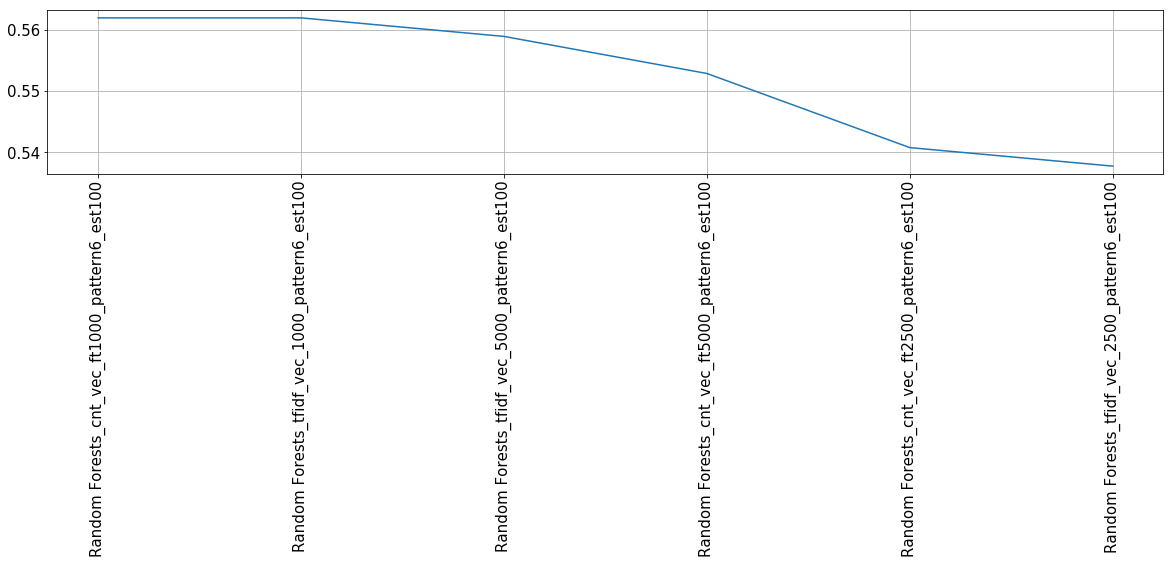 0.56
0.55
0.54
Random Forests_cnt_vec_ft1000_pattern6_est100
Random Forests_tfidf_vec_1000_pattern6_est100
Random Forests_tfidf_vec_5000_pattern6_est100
Random Forests_cnt_vec_ft5000_pattern6_est100
Random Forests_cnt_vec_ft2500_pattern6_est100
Random Forests_tfidf_vec_2500_pattern6_est100